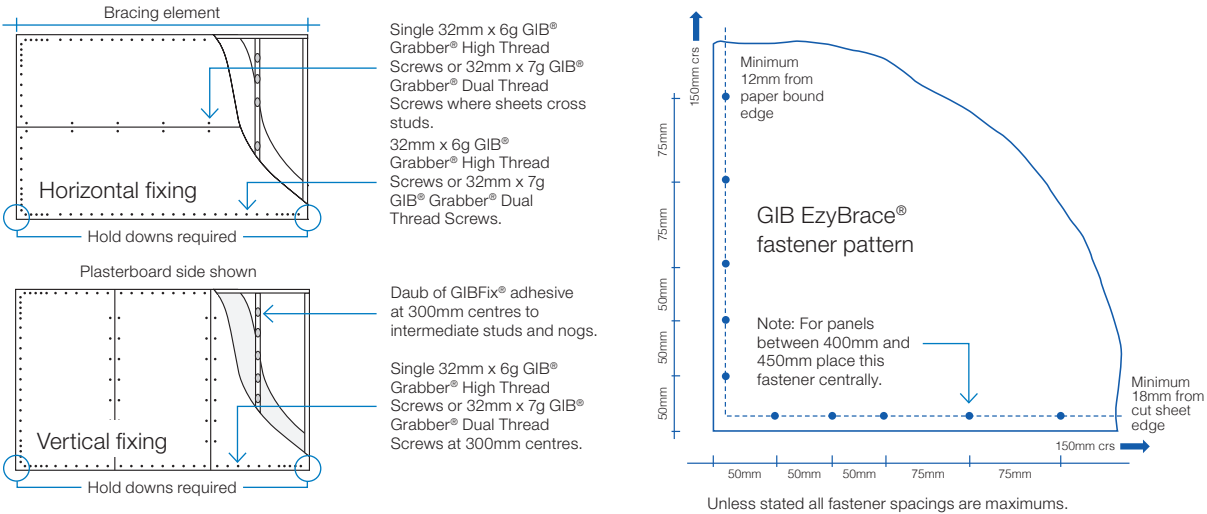 Bracing element
Single 32mm x 6g GIB®
Grabber® High Thread
Screws or 32mm x 7g GIB®
Grabber® Dual Thread
Screws where sheets cross
studs.
32mm x 6g GIB®
Grabber® High Thread
Screws or 32mm x 7g
GIB® Grabber® Dual
Thread Screws.
Horizontal fixing
Hold downs required
Plasterboard side shown
Daub of GIBFix® adhesive
at 300mm centres to
intermediate studs and nogs.
Single 32mm x 6g GIB®
Grabber® High Thread
Screws or 32mm x 7g GIB®
Grabber® Dual Thread
Screws at 300mm centres.
Vertical fixing
Hold downs required
150mm crs
Minimum
12mm from
paper bound
edge
75mm
75mm
50mm
50mm
50mm
GIB EzyBrace®
fastener pattern
Note: For panels
between 400mm and
450mm place this
fastener centrally.
Minimum
18mm from
cut sheet
edge
150mm crs
50mm
50mm
50mm
75mm
75mm
Unless stated all fastener spacings are maximums.